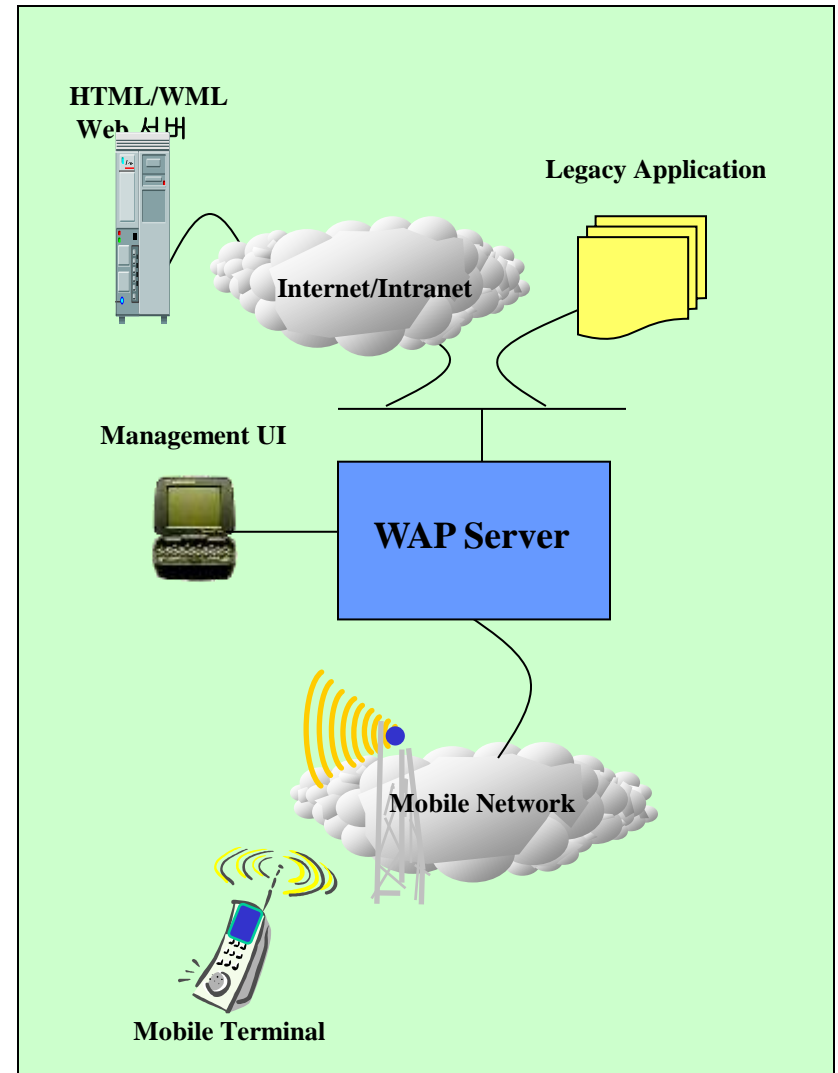 HTML/WML
Web 서버
Legacy Application
Internet/Intranet
Management UI
WAP Server
Mobile Network
Mobile Terminal